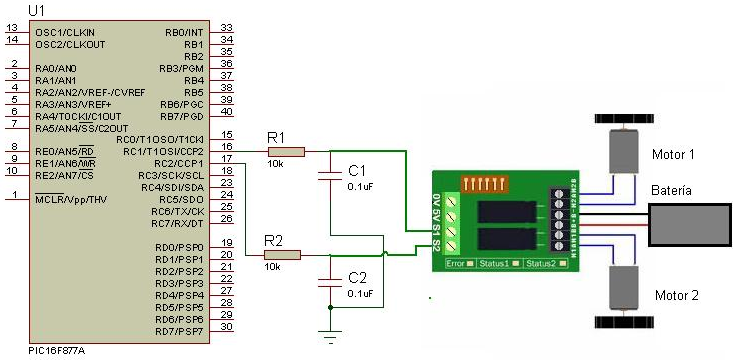 U1
13 OSC1/CLKIN RB0/INT 33
14 OSC2/CLKOUT RB1 34
RB2 35
2 RA0/AN0 RB3/PGM 36
3 RA1/AN1 RB4 37
4 RA2/AN2/VREF-/CVREF RB5 38
5 RA3/AN3/VREF+ RB6/PGC 39
6 RA4/T0CKI/C1OUT RB7/PGD 40
7 RA5/AN4/SS/C2OUT
RC0/T1OSO/T1CKI 15
8 RE0/AN5/RD RC1/T1OSI/CCP2 16
9 RE1/AN6/WR RC2/CCP1 17
10 RE2/AN7/CS RC3/SCK/SCL 18
RC4/SDI/SDA 23
1 MCLR/Vpp/THV RC5/SDO 24
RC6/TX/CK 25
RC7/RX/DT 26
RD0/PSP0 19
RD1/PSP1 20
RD2/PSP2 21
RD3/PSP3 22
RD4/PSP4 27
RD5/PSP5 28
RD6/PSP6 29
RD7/PSP7 30
PIC16F877A
R1
10k
C1
0.1uF
R2
10k
C2
0.1uF
0V 5V S1 S2
M1A M1B B+ B- M2A M2B
Error Status1 Status2
Motor 1
Batería
Motor 2